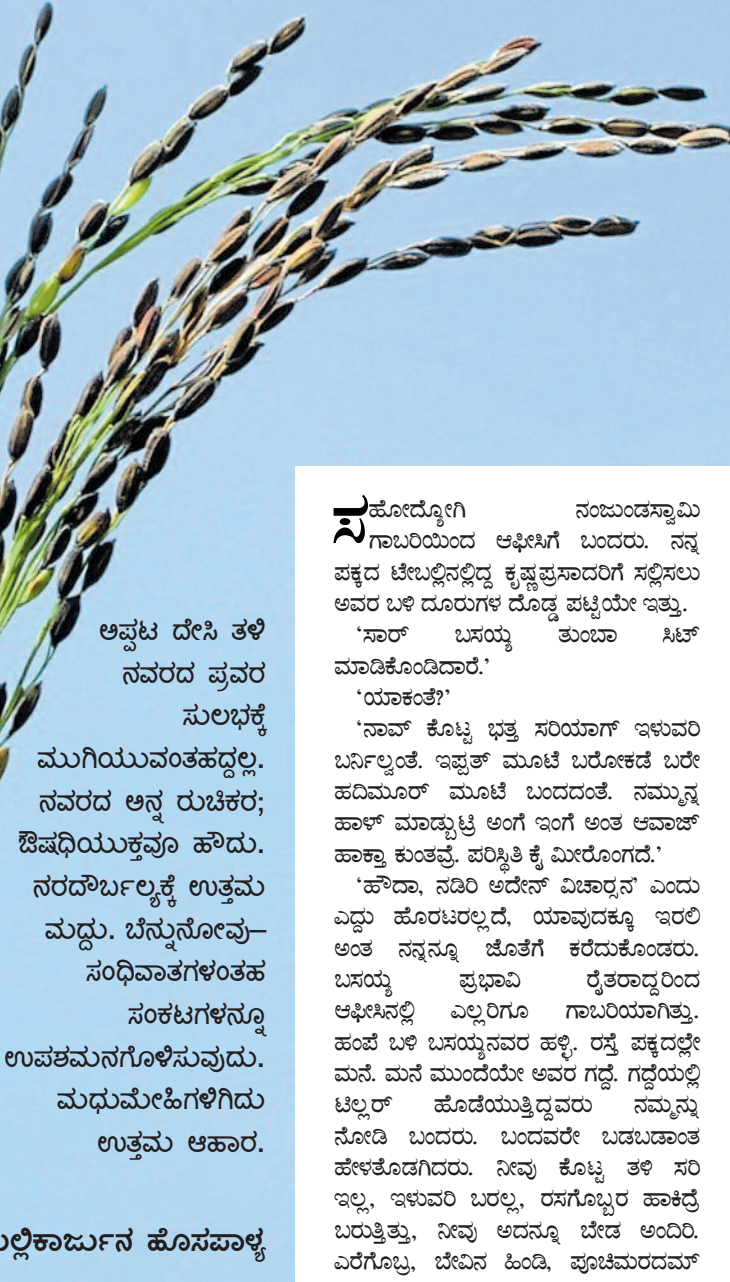 ಅಪ್ಪಟ ದೇಸಿ ತಳಿ
ನವರದ ಪ್ರವರ
ಸುಲಭಕ್ಕೆ
ಮುಗಿಯುವಂತಹದ್ದಲ್ಲ.
ನವರದ ಅನ್ನ ರುಚಿಕರ;
ಔಷಧಿಯುಕ್ತವೂ ಹೌದು.
ನರದೌರ್ಬಲ್ಯಕ್ಕೆ ಉತ್ತಮ
ಮದ್ದು. ಬೆನ್ನುನೋವು–
ಸಂಧಿವಾತಗಳಂತಹ
ಸಂಕಟಗಳನ್ನೂ
ಉಪಶಮನಗೊಳಿಸುವುದು.
ಮಧುಮೇಹಿಗಳಿಗಿದು
ಉತ್ತಮ ಆಹಾರ.
ಹೊಸಪಾಳ್ಯ
ಸಹೋದ್ಯೋಗಿ ನಂಜುಂಡಸ್ವಾಮಿ
ಗಾಬರಿಯಿಂದ ಆಫೀಸಿಗೆ ಬಂದರು. ನನ್ನ
ಪಕ್ಕದ ಟೇಬಲ್ಲಿನಲ್ಲಿದ್ದ ಕೃಷ್ಣಪ್ರಸಾದರಿಗೆ ಸಲ್ಲಿಸಲು
ಅವರ ಬಳಿ ದೂರುಗಳ ದೊಡ್ಡ ಪಟ್ಟಿಯೇ ಇತ್ತು.
‘ಸಾರ್ ಬಸಯ್ಯ ತುಂಬಾ ಸಿಟ್
ಮಾಡಿಕೊಂಡಿದಾರೆ.’
‘ಯಾಕಂತೆ?’
‘ನಾವ್ ಕೊಟ್ಟ ಭತ್ತ ಸರಿಯಾಗ್ ಇಳುವರಿ
ಬರ್ನಿಲ್ವಂತೆ. ಇಪ್ಪತ್ ಮೂಟೆ ಬರೋಕಡೆ ಬರೇ
ಹದಿಮೂರ್ ಮೂಟೆ ಬಂದದಂತೆ. ನಮ್ಮುನ್ನ
ಹಾಳ್ ಮಾಡ್ಬುಟ್ರಿ ಅಂಗೆ ಇಂಗೆ ಅಂತ ಆವಾಜ್
ಹಾಕ್ತಾ ಕುಂತವ್ರೆ. ಪರಿಸ್ಥಿತಿ ಕೈ ಮೀರೊಂಗದೆ.’
‘ಹೌದಾ, ನಡಿರಿ ಅದೇನ್ ವಿಚಾರ್‍ಸನ’ ಎಂದು
ಎದ್ದು ಹೊರಟರಲ್ಲದೆ, ಯಾವುದಕ್ಕೂ ಇರಲಿ
ಅಂತ ನನ್ನನ್ನೂ ಜೊತೆಗೆ ಕರೆದುಕೊಂಡರು.
ಬಸಯ್ಯ ಪ್ರಭಾವಿ ರೈತರಾದ್ದರಿಂದ
ಆಫೀಸಿನಲ್ಲಿ ಎಲ್ಲರಿಗೂ ಗಾಬರಿಯಾಗಿತ್ತು.
ಹಂಪೆ ಬಳಿ ಬಸಯ್ಯನವರ ಹಳ್ಳಿ. ರಸ್ತೆ ಪಕ್ಕದಲ್ಲೇ
ಮನೆ. ಮನೆ ಮುಂದೆಯೇ ಅವರ ಗದ್ದೆ. ಗದ್ದೆಯಲ್ಲಿ
ಟಿಲ್ಲರ್ ಹೊಡೆಯುತ್ತಿದ್ದವರು ನಮ್ಮನ್ನು
ನೋಡಿ ಬಂದರು. ಬಂದವರೇ ಬಡಬಡಾಂತ
ಹೇಳತೊಡಗಿದರು. ನೀವು ಕೊಟ್ಟ ತಳಿ ಸರಿ
ಇಲ್ಲ, ಇಳುವರಿ ಬರಲ್ಲ, ರಸಗೊಬ್ಬರ ಹಾಕಿದ್ರೆ
ಬರುತ್ತಿತ್ತು, ನೀವು ಅದನ್ನೂ ಬೇಡ ಅಂದಿರಿ.
ಎರೆಗೊಬ್ರ, ಬೇವಿನ ಹಿಂಡಿ, ಪೂಚಿಮರದಮ್